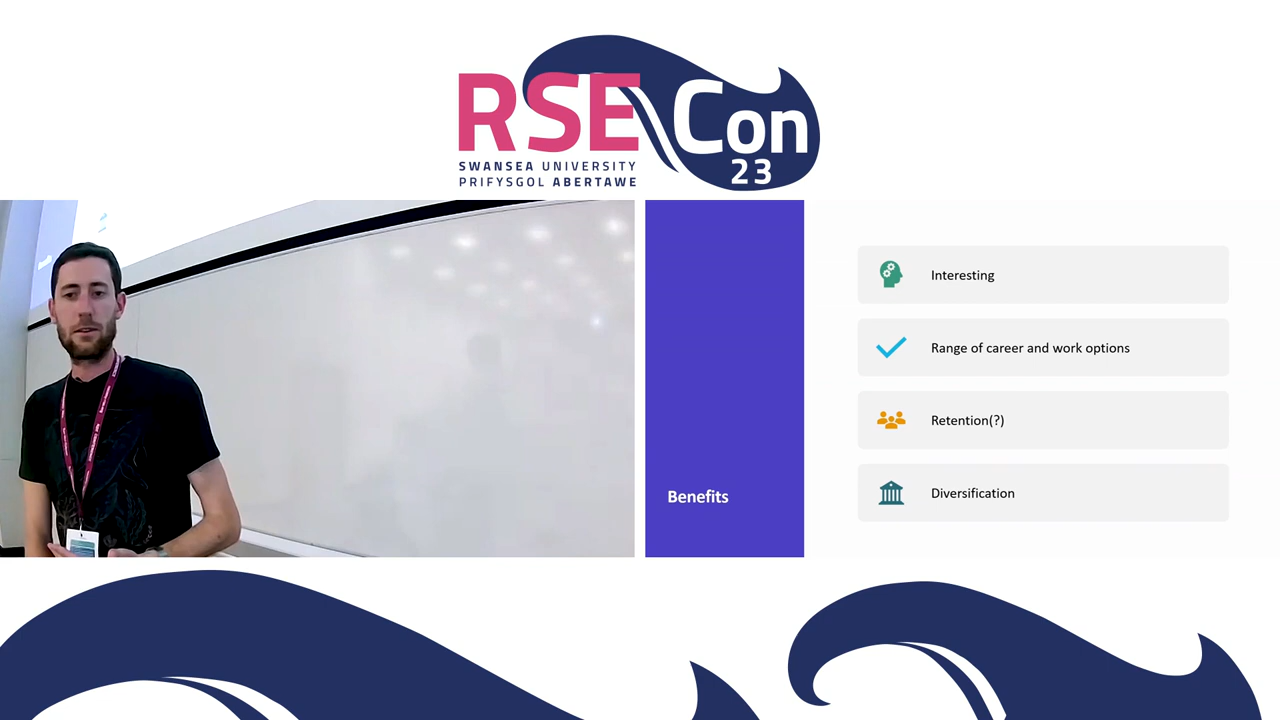 RSE Con
23
SWANSEA UNIVERSITY
PRIFYSGOL ABERTAWE
Interesting
Range of career and work options
Retention(?)
Diversification
Benefits